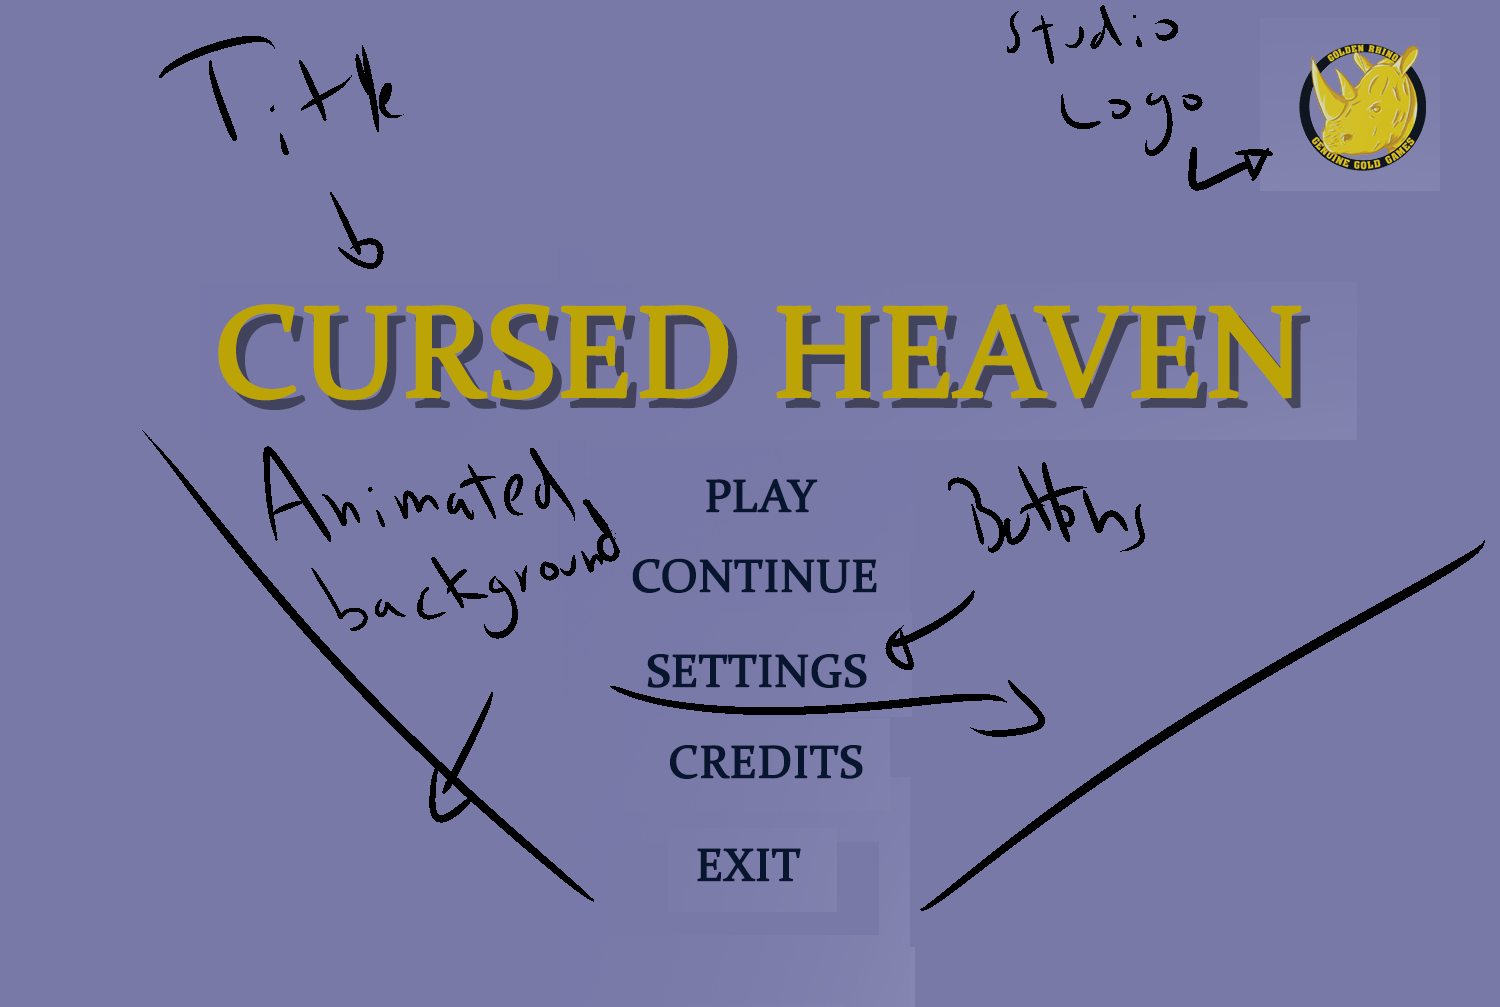 Title
Studio
Logo
GOLDEN RHINO
GENUINE GOLD GAMES
CURSED HEAVEN
Animated
background
Buttons
PLAY
CONTINUE
SETTINGS
CREDITS
EXIT